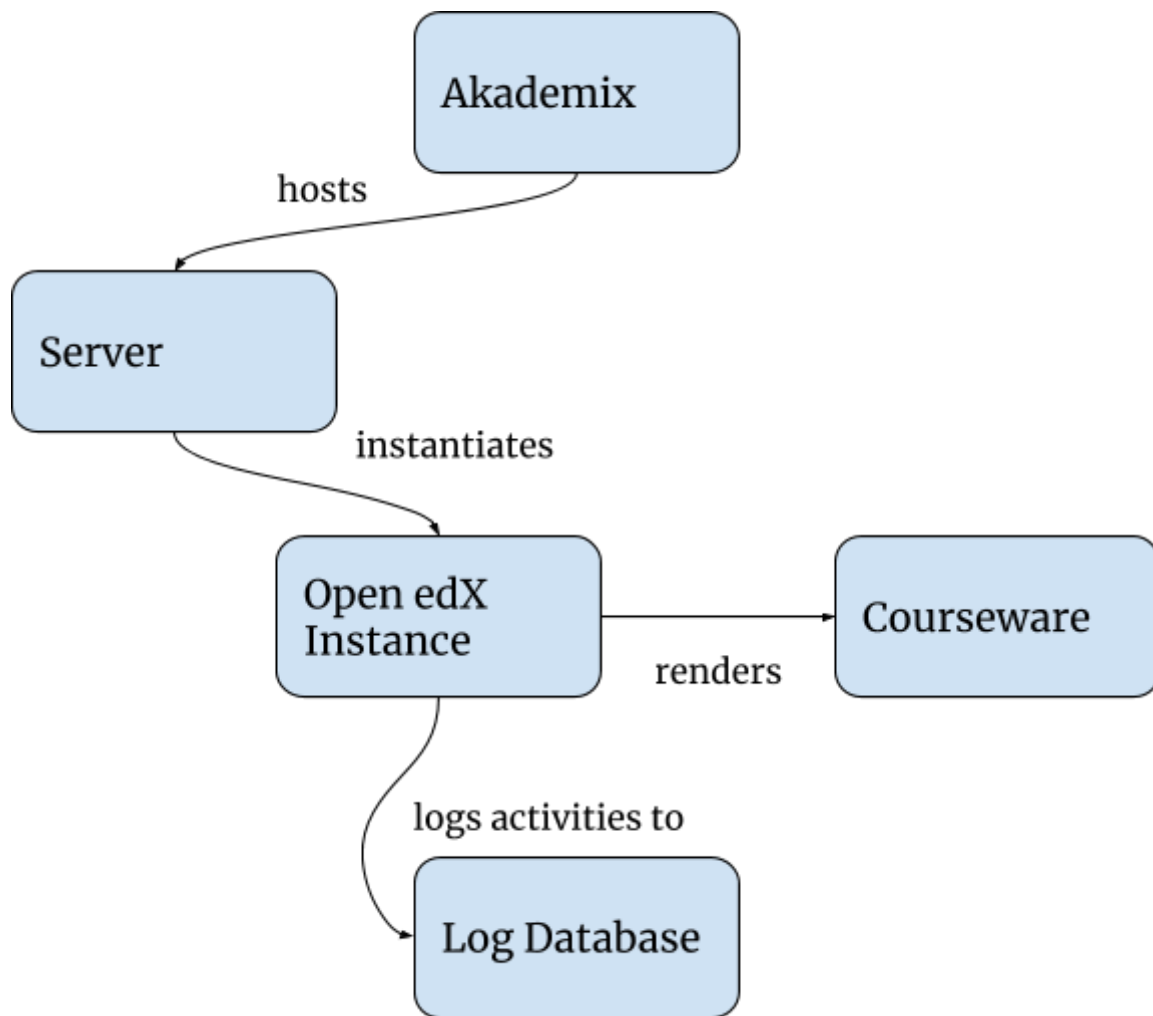 Akademix
hosts
Server
instantiates
Open edX
Instance
Courseware
renders
logs activities to
Log Database